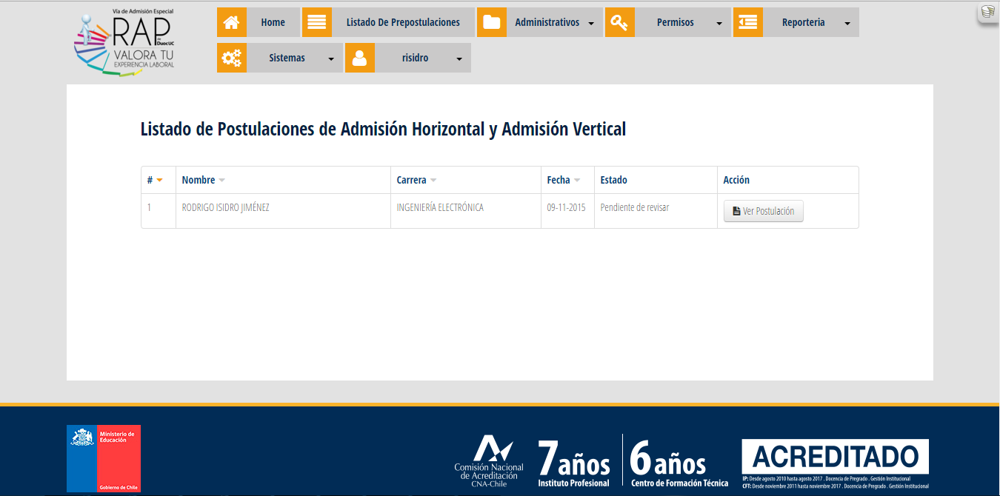 Vía de Admisión Especial
RAP
de
DuocUC
VALORA TU
EXPERIENCIA LABORAL
Home
Listado De Prepostulaciones
Administrativos
Permisos
Reporteria
Sistemas
risidro
Listado de Postulaciones de Admisión Horizontal y Admisión Vertical
# Nombre Carrera Fecha Estado Acción
1 RODRIGO ISIDRO JIMÉNEZ INGENIERÍA ELECTRÓNICA 09-11-2015 Pendiente de revisar Ver Postulación
Ministerio de
Educación
Gobierno de Chile
Comisión Nacional
de Acreditación
CNA-Chile
7 años
Instituto Profesional
6 años
Centro de Formación Técnica
ACREDITADO
IP: Desde agosto 2010 hasta agosto 2017 . Docencia de Pregrado . Gestión Institucional
CFT: Desde noviembre 2011 hasta noviembre 2017 . Docencia de Pregrado . Gestión Institucional